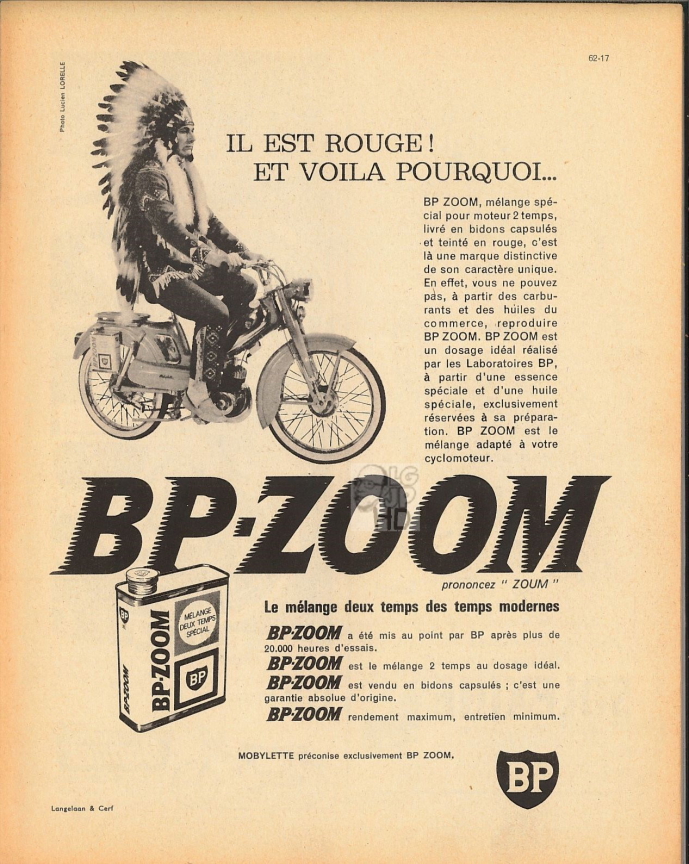 62-17
Photo Lucien LORELLE
IL EST ROUGE !
ET VOILA POURQUOI...
BP ZOOM, mélange spé-
cial pour moteur 2 temps,
livré en bidons capsulés
et teinté en rouge, c'est
là une marque distinctive
de son caractère unique.
En effet, vous ne pouvez
pas, à partir des carbu-
rants et des huiles du
commerce, reproduire
BP ZOOM. BP ZOOM est
un dosage idéal réalisé
par les Laboratoires BP,
à partir d'une essence
spéciale et d'une huile
spéciale, exclusivement
réservées à sa prépara-
tion. BP ZOOM est le
mélange adapté à votre
cyclomoteur.
BP-ZOOM
prononcez " ZOUM "
Le mélange deux temps des temps modernes
BP-ZOOM a été mis au point par BP après plus de
20.000 heures d'essais.
BP-ZOOM est le mélange 2 temps au dosage idéal.
BP-ZOOM est vendu en bidons capsulés ; c'est une
garantie absolue d'origine.
BP-ZOOM rendement maximum, entretien minimum.
BP
BP-ZOOM
BP-ZOOM
MÉLANGE
DEUX TEMPS
SPÉCIAL
BP
MOBYLETTE préconise exclusivement BP ZOOM.
BP
Langelaan & Cerf